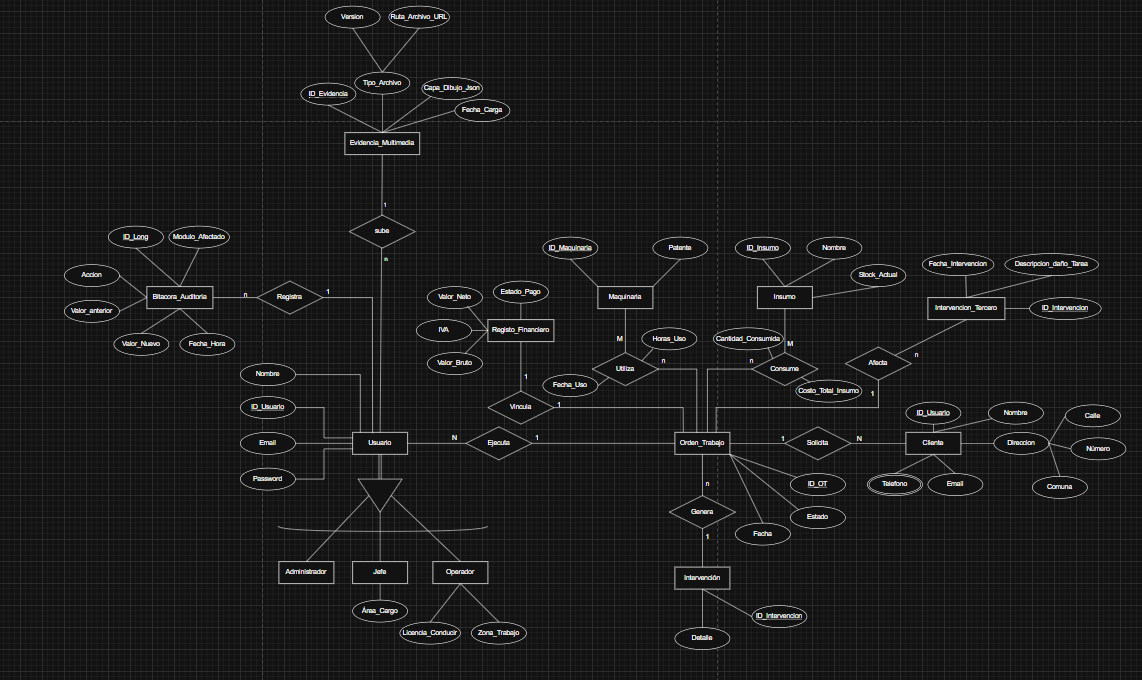 Version
Ruta_Archivo_URL
Tipo_Archivo
ID_Evidencia
Capa_Dibujo_Json
Fecha_Carga
Evidencia_Multimedia
1
sube
n
ID_Long
Modulo_Afectado
Accion
Bitacora_Auditoria
n
Registra
1
Valor_anterior
Valor_Nuevo
Fecha_Hora
ID_Maquinaria
Patente
Maquinaria
M
Horas_Uso
Utiliza
n
Fecha_Uso
ID_Insumo
Nombre
Stock_Actual
Insumo
Cantidad_Consumida
M
n
Consume
Costo_Total_Insumo
Fecha_Intervencion
Descripcion_daño_Tarea
Intervencion_Tercero
ID_Intervencion
n
Afecta
1
Valor_Neto
Estado_Pago
IVA
Registo_Financiero
Valor_Bruto
1
Vincula
1
Nombre
ID_Usuario
Email
Password
Usuario
N
Ejecuta
1
Orden_Trabajo
1
Solicita
N
Cliente
ID_Usuario
Nombre
Direccion
Calle
Número
Comuna
Telefono
Email
ID_OT
Estado
Fecha
n
Genera
1
Intervención
ID_Intervencion
Detalle
Administrador
Jefe
Operador
Área_Cargo
Licencia_Conducir
Zona_Trabajo